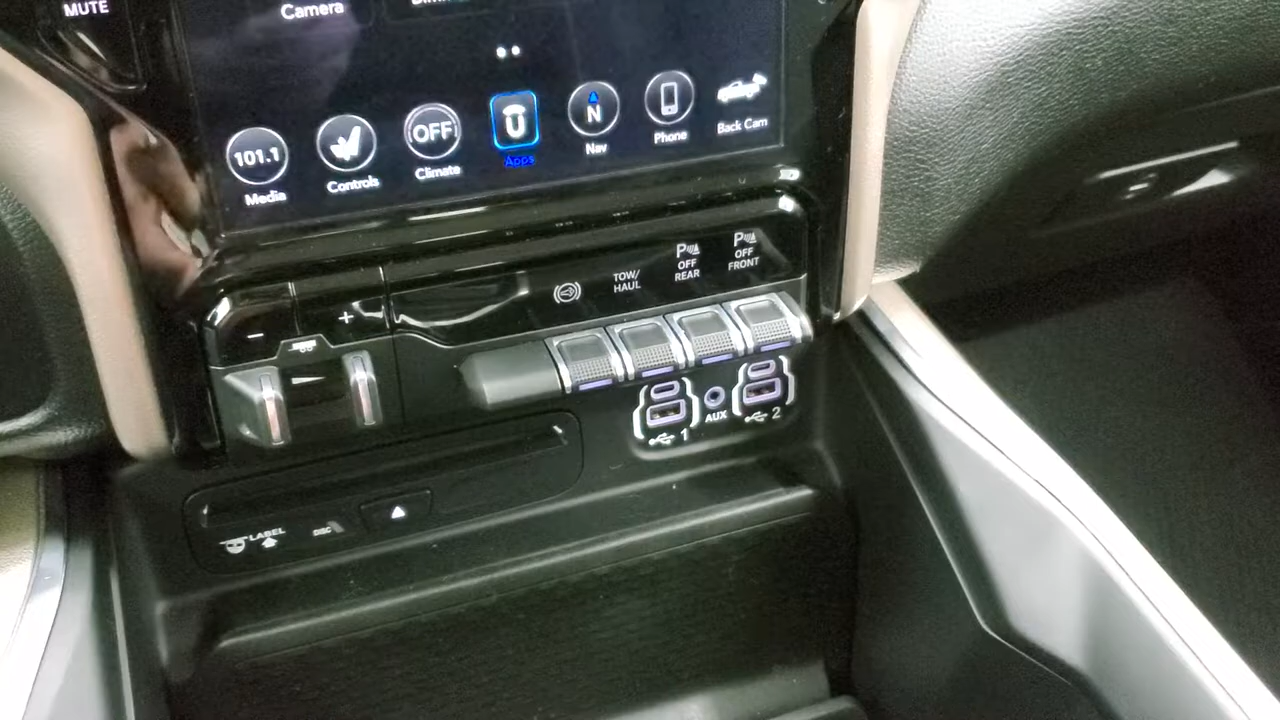 MUTE
Camera
101.1
OFF
N
Media
Controls
Climate
Apps
Nav
Phone
Back Cam
TOW/
HAUL
P
OFF
REAR
P
OFF
FRONT
- +
AUX
1
2
LABEL
DISC